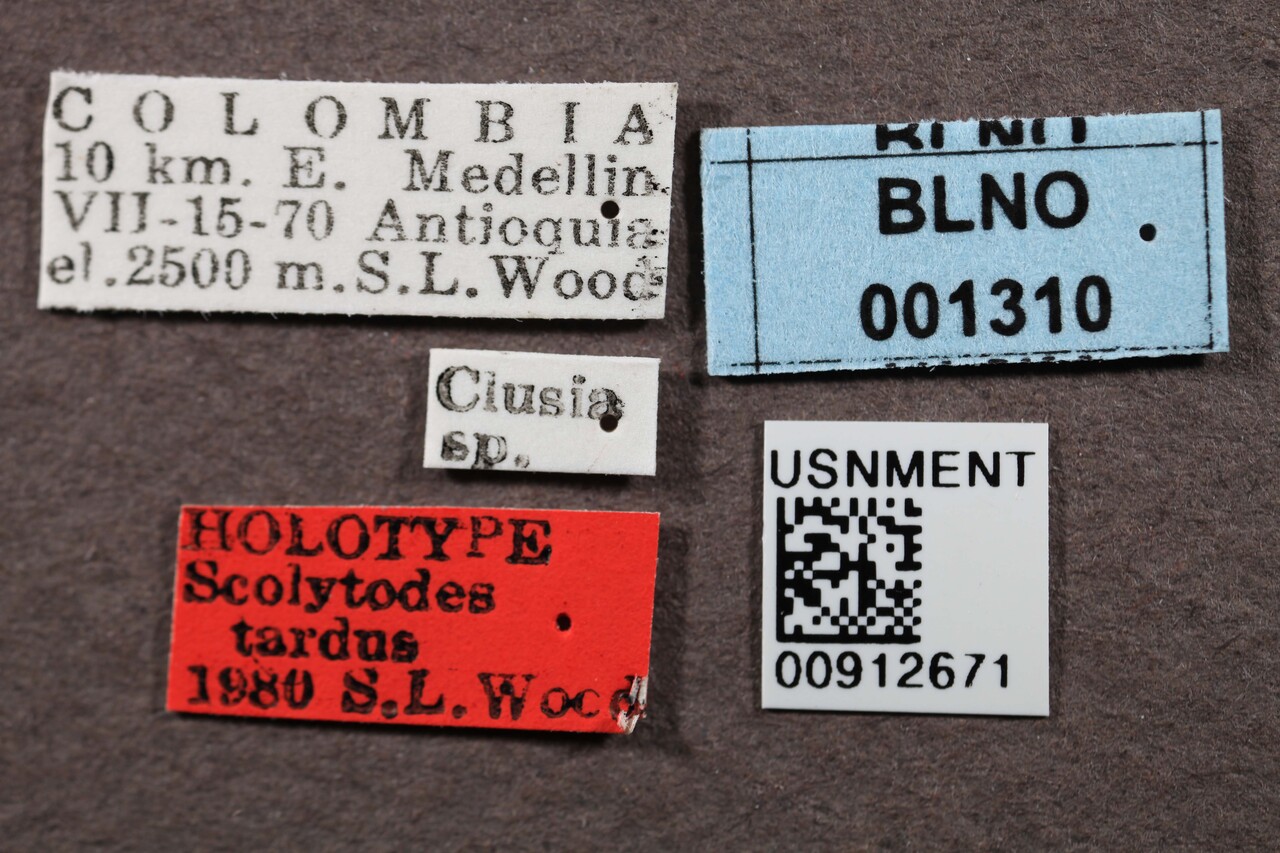 COLOMBIA
10 km. E. Medellin
VII-15-70 Antioquia
el.2500 m.S.L.Wood
BLNO
BLNO
001310
Clusia
sp.
HOLOTYPE
Scolytodes
tardus
1980 S.L.Wood
USNMENT
00912671